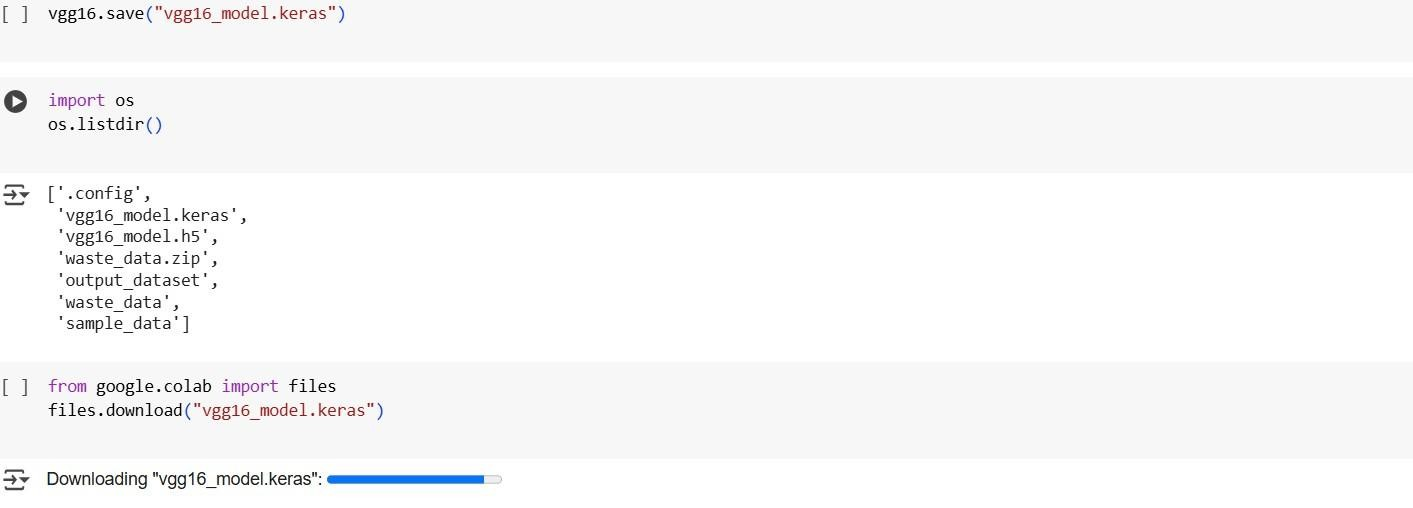 [ ] vgg16.save("vgg16_model.keras")
import os
os.listdir()
['.config',
'vgg16_model.keras',
'vgg16_model.h5',
'waste_data.zip',
'output_dataset',
'waste_data',
'sample_data']
[ ] from google.colab import files
files.download("vgg16_model.keras")
Downloading "vgg16_model.keras":